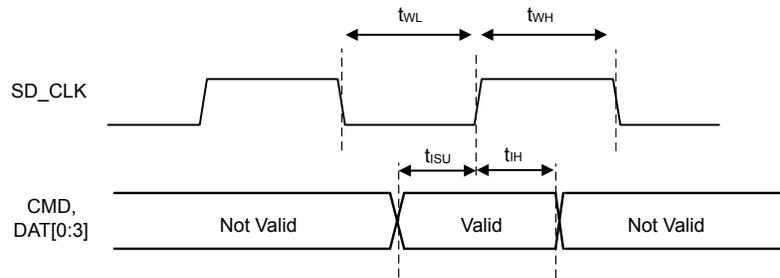 tWL tWH
SD_CLK
tISU tIH
CMD,
DAT[0:3]
Not Valid Valid Not Valid